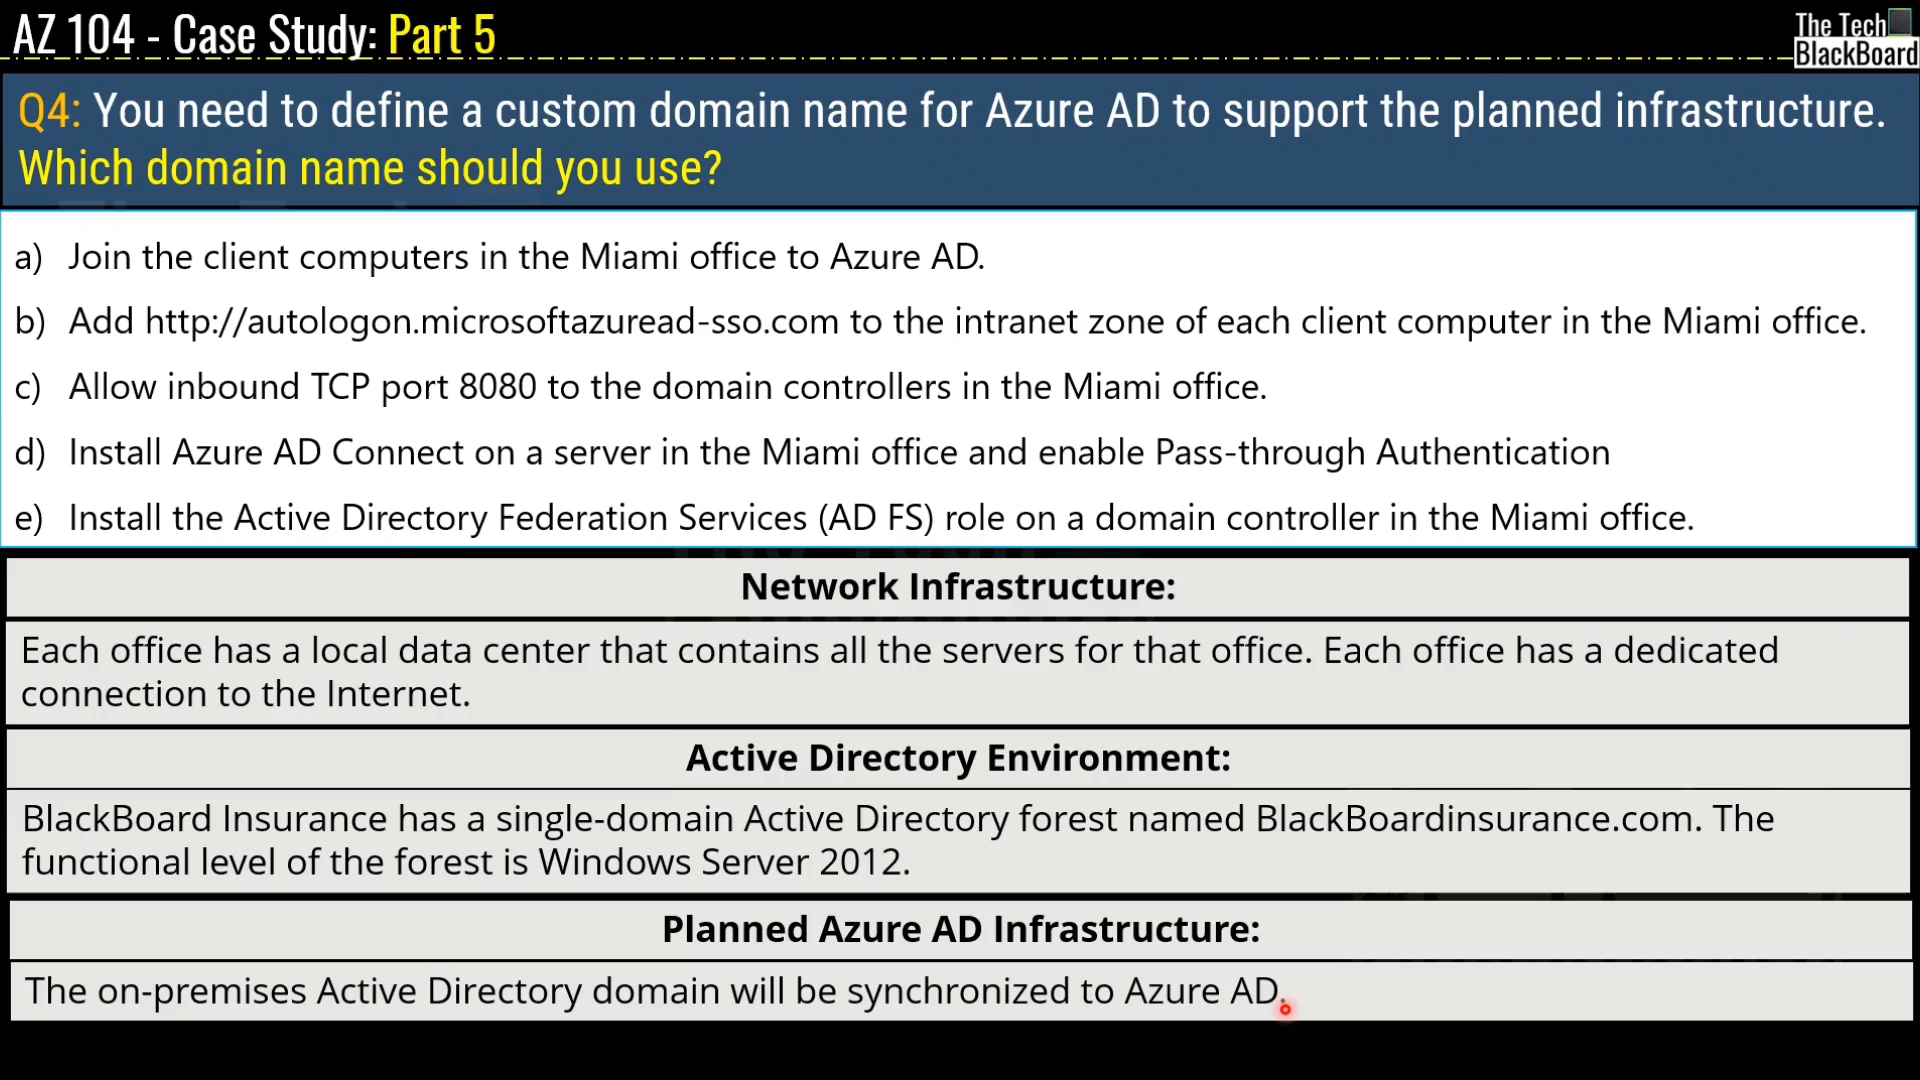 AZ 104 - Case Study: Part 5
The Tech
BlackBoard
Q4: You need to define a custom domain name for Azure AD to support the planned infrastructure.
Which domain name should you use?
a) Join the client computers in the Miami office to Azure AD.
b) Add http://autologon.microsoftazuread-sso.com to the intranet zone of each client computer in the Miami office.
c) Allow inbound TCP port 8080 to the domain controllers in the Miami office.
d) Install Azure AD Connect on a server in the Miami office and enable Pass-through Authentication
e) Install the Active Directory Federation Services (AD FS) role on a domain controller in the Miami office.
Network Infrastructure:
Each office has a local data center that contains all the servers for that office. Each office has a dedicated
connection to the Internet.
Active Directory Environment:
BlackBoard Insurance has a single-domain Active Directory forest named BlackBoardinsurance.com. The
functional level of the forest is Windows Server 2012.
Planned Azure AD Infrastructure:
The on-premises Active Directory domain will be synchronized to Azure AD.